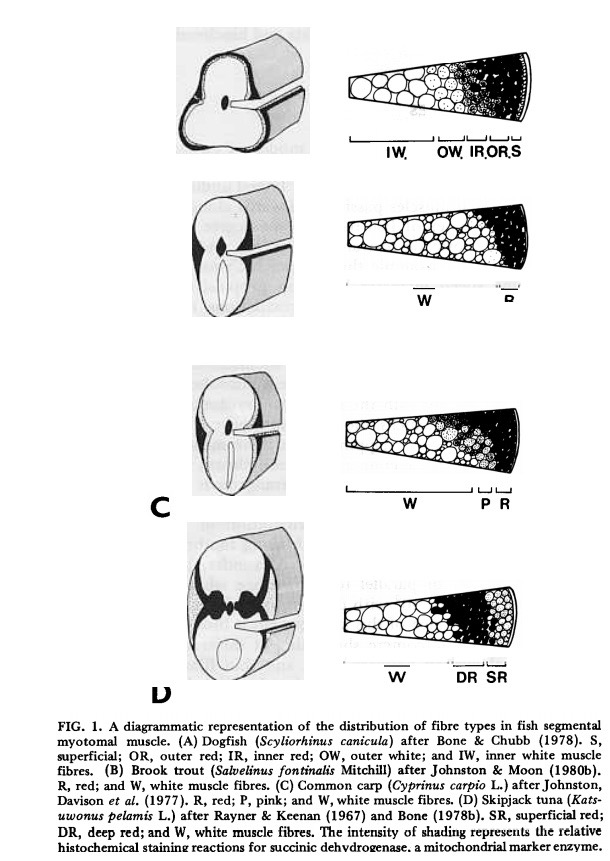 IW. OW. IR.OR.S
W R
C
W P R
D
W DR SR
FIG. 1. A diagrammatic representation of the distribution of fibre types in fish segmental
myotomal muscle. (A) Dogfish (Scyliorhinus canicula) after Bone & Chubb (1978). S,
superficial; OR, outer red; IR, inner red; OW, outer white; and IW, inner white muscle
fibres. (B) Brook trout (Salvelinus fontinalis Mitchill) after Johnston & Moon (1980b).
R, red; and W, white muscle fibres. (C) Common carp (Cyprinus carpio L.) after Johnston,
Davison et al. (1977). R, red; P, pink; and W, white muscle fibres. (D) Skipjack tuna (Kats-
uwonus pelamis L.) after Rayner & Keenan (1967) and Bone (1978b). SR, superficial red;
DR, deep red; and W, white muscle fibres. The intensity of shading represents the relative
histochemical staining reactions for succinic dehydrogenase, a mitochondrial marker enzyme.